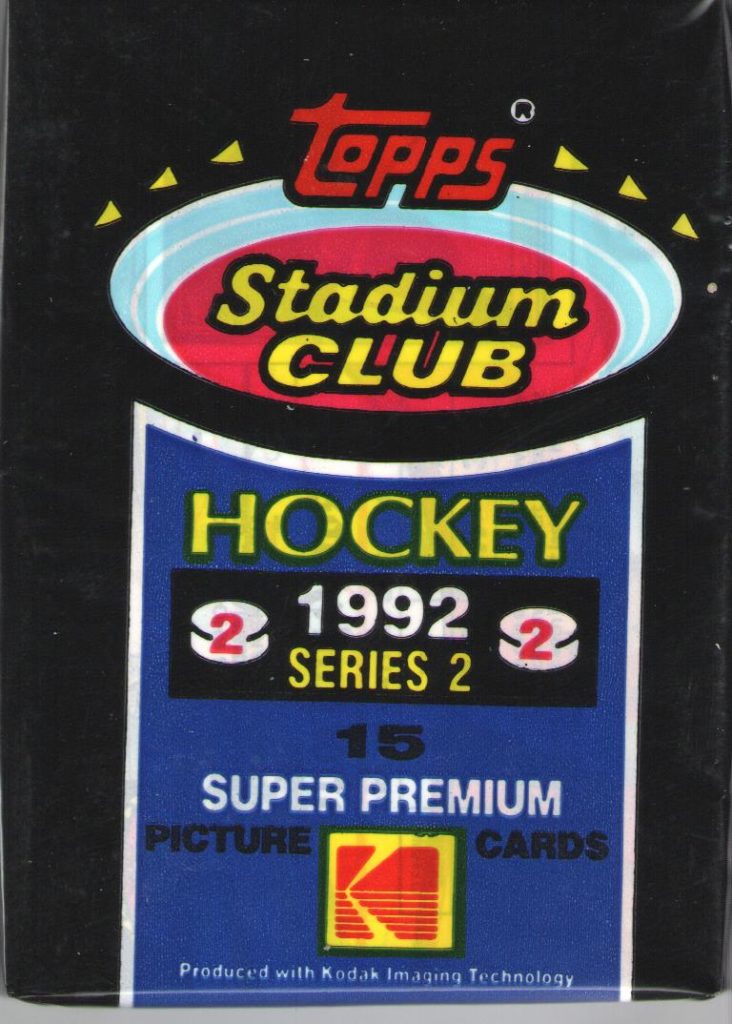 Topps ®
Stadium
CLUB
HOCKEY
2 1992 2
SERIES 2
15
SUPER PREMIUM
PICTURE CARDS
K
Produced with Kodak Imaging Technology